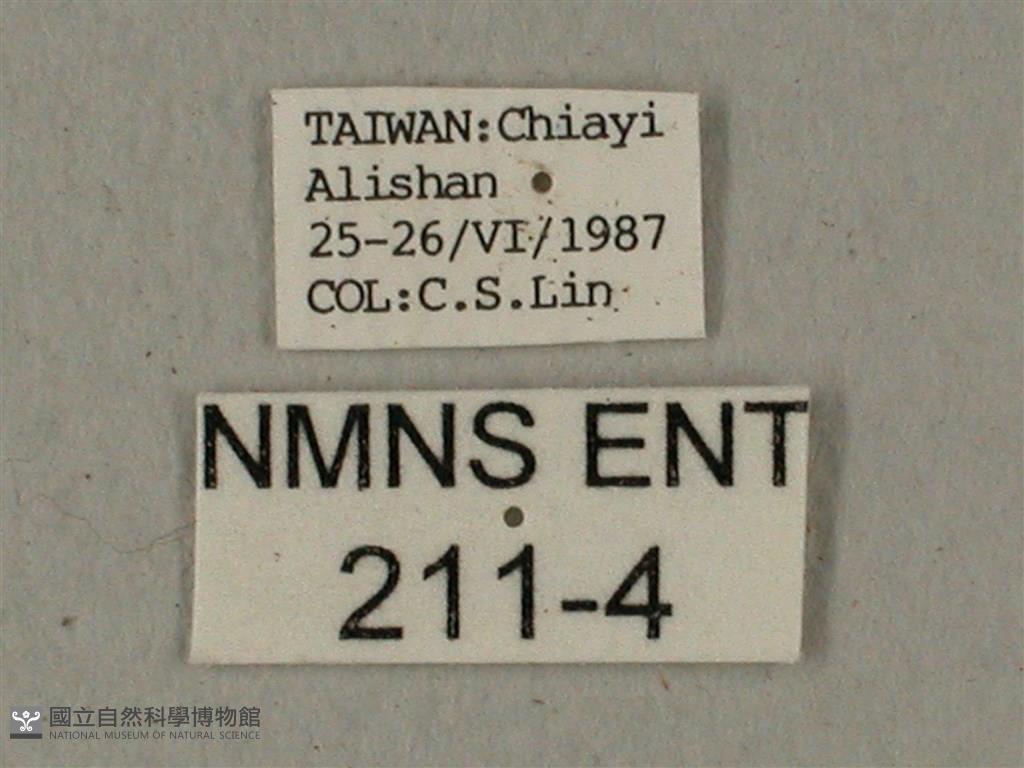 TAIWAN:Chiayi
Alishan
25-26/VI/1987
COL:C.S.Lin
NMNS ENT
211-4
國立自然科學博物館
NATIONAL MUSEUM OF NATURAL SCIENCE